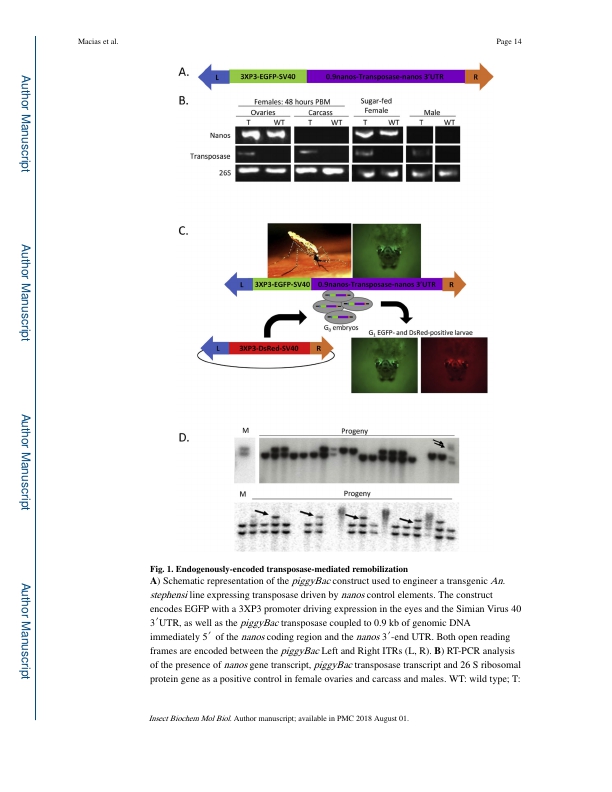 Macias et al.
Page 14
Author Manuscript
Author Manuscript
Author Manuscript
Author Manuscript
A.
L 3XP3-EGFP-SV40 0.9nanos-Transposase-nanos 3'UTR R
B.
Females: 48 hours PBM
Sugar-fed
Female
Ovaries Carcass Male
T WT T WT T WT T WT
Nanos
Transposase
26S
C.
L 3XP3-EGFP-SV40 0.9nanos-Transposase-nanos 3'UTR R
G0 embryos
G1 EGFP- and DsRed-positive larvae
L 3XP3-DsRed-SV40 R
D.
M Progeny
M Progeny
Fig. 1. Endogenously-encoded transposase-mediated remobilization
A) Schematic representation of the piggyBac construct used to engineer a transgenic An.
stephensi line expressing transposase driven by nanos control elements. The construct
encodes EGFP with a 3XP3 promoter driving expression in the eyes and the Simian Virus 40
3′UTR, as well as the piggyBac transposase coupled to 0.9 kb of genomic DNA
immediately 5′ of the nanos coding region and the nanos 3′-end UTR. Both open reading
frames are encoded between the piggyBac Left and Right ITRs (L, R). B) RT-PCR analysis
of the presence of nanos gene transcript, piggyBac transposase transcript and 26 S ribosomal
protein gene as a positive control in female ovaries and carcass and males. WT: wild type; T:
Insect Biochem Mol Biol. Author manuscript; available in PMC 2018 August 01.